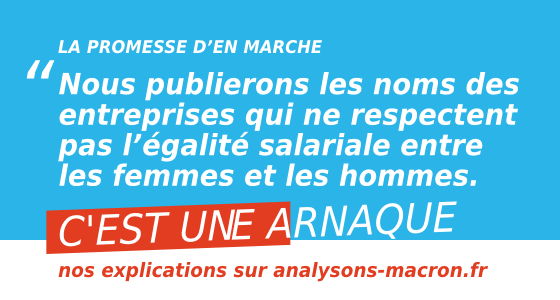 LA PROMESSE D’EN MARCHE
“ Nous publierons les noms des
entreprises qui ne respectent
pas l’égalité salariale entre
les femmes et les hommes.
C'EST UNE ARNAQUE
nos explications sur analysons-macron.fr